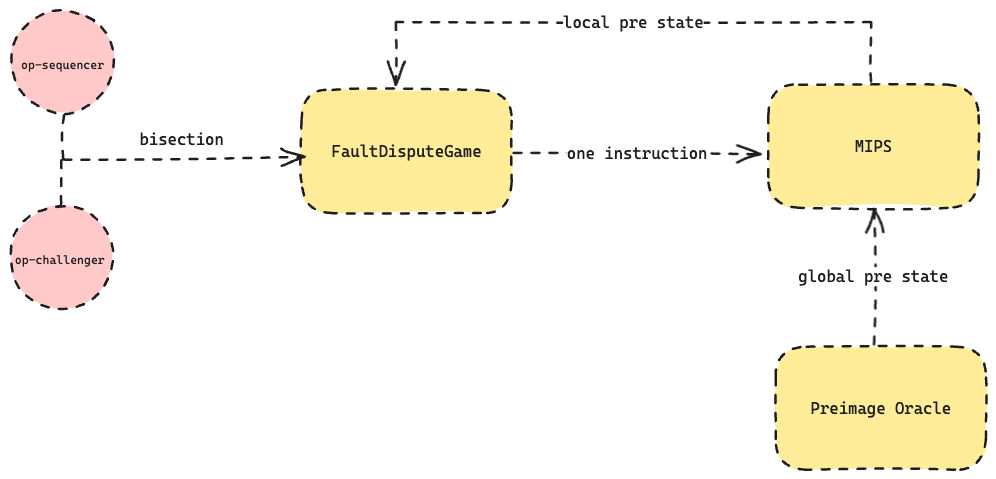 local pre state
op-sequencer
bisection
FaultDisputeGame
one instruction
MIPS
op-challenger
global pre state
Preimage Oracle